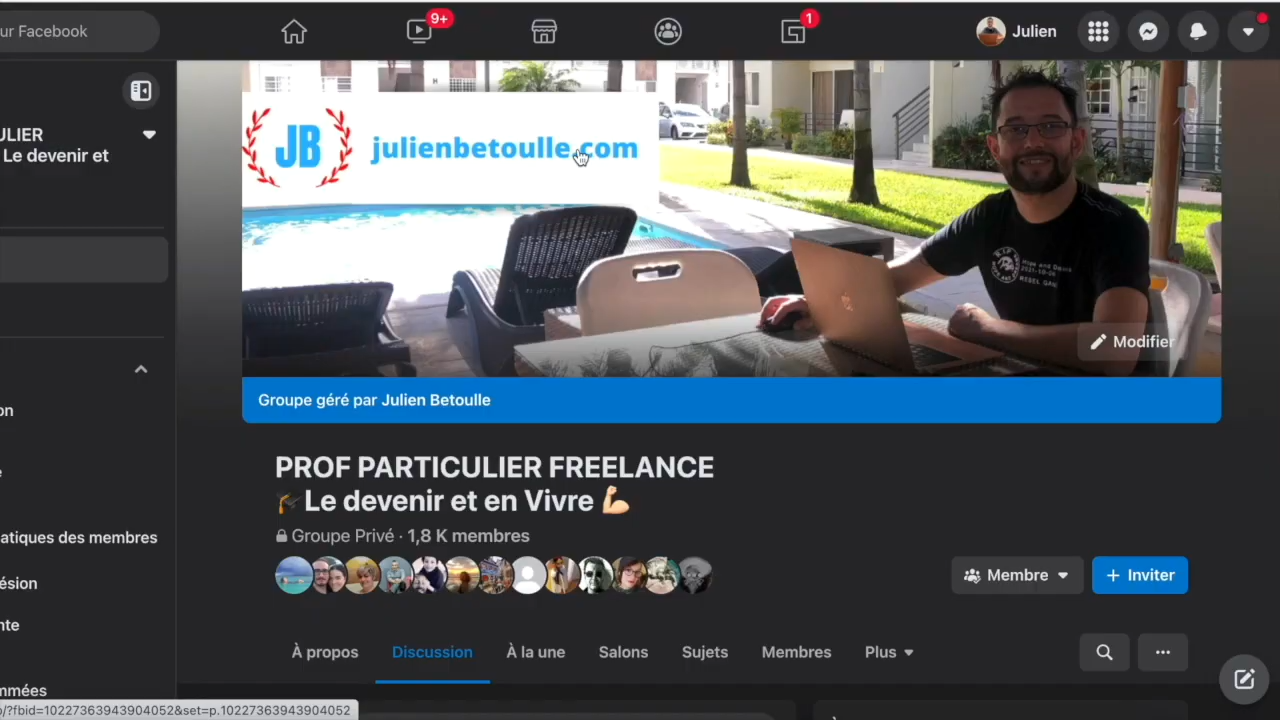 ur Facebook
9+
1
Julien
ULIER
Le devenir et
JB
julienbetoulle.com
Modifier
Groupe géré par Julien Betoulle
PROF PARTICULIER FREELANCE
🎓Le devenir et en Vivre 💪🏼
Groupe Privé · 1,8 K membres
Membre
+ Inviter
on
e
atiques des membres
ésion
nte
mmées
À propos
Discussion
À la une
Salons
Sujets
Membres
Plus
o/?fbid=10227363943904052&set=p.10227363943904052